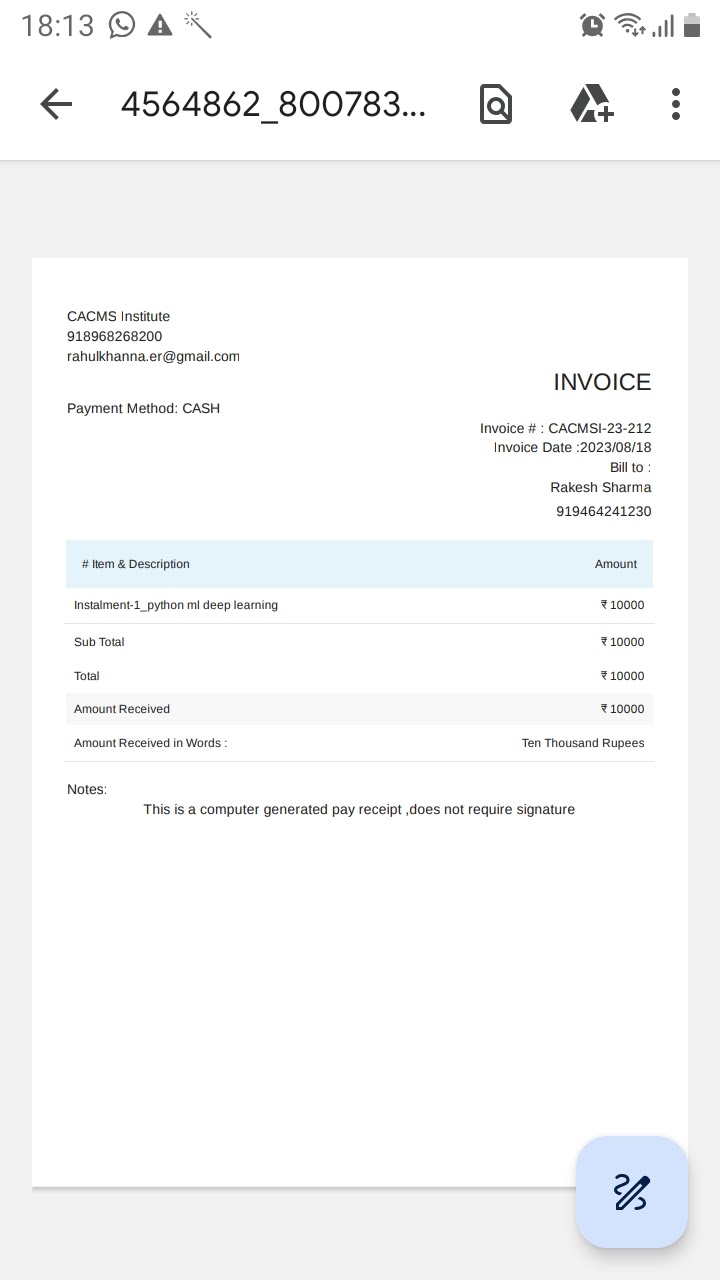 18:13
4564862_800783...
CACMS Institute
918968268200
rahulkhanna.er@gmail.com
INVOICE
Payment Method: CASH
Invoice # : CACMSI-23-212
Invoice Date :2023/08/18
Bill to :
Rakesh Sharma
919464241230
# Item & Description Amount
Instalment-1_python ml deep learning ₹ 10000
Sub Total ₹ 10000
Total ₹ 10000
Amount Received ₹ 10000
Amount Received in Words : Ten Thousand Rupees
Notes:
This is a computer generated pay receipt ,does not require signature